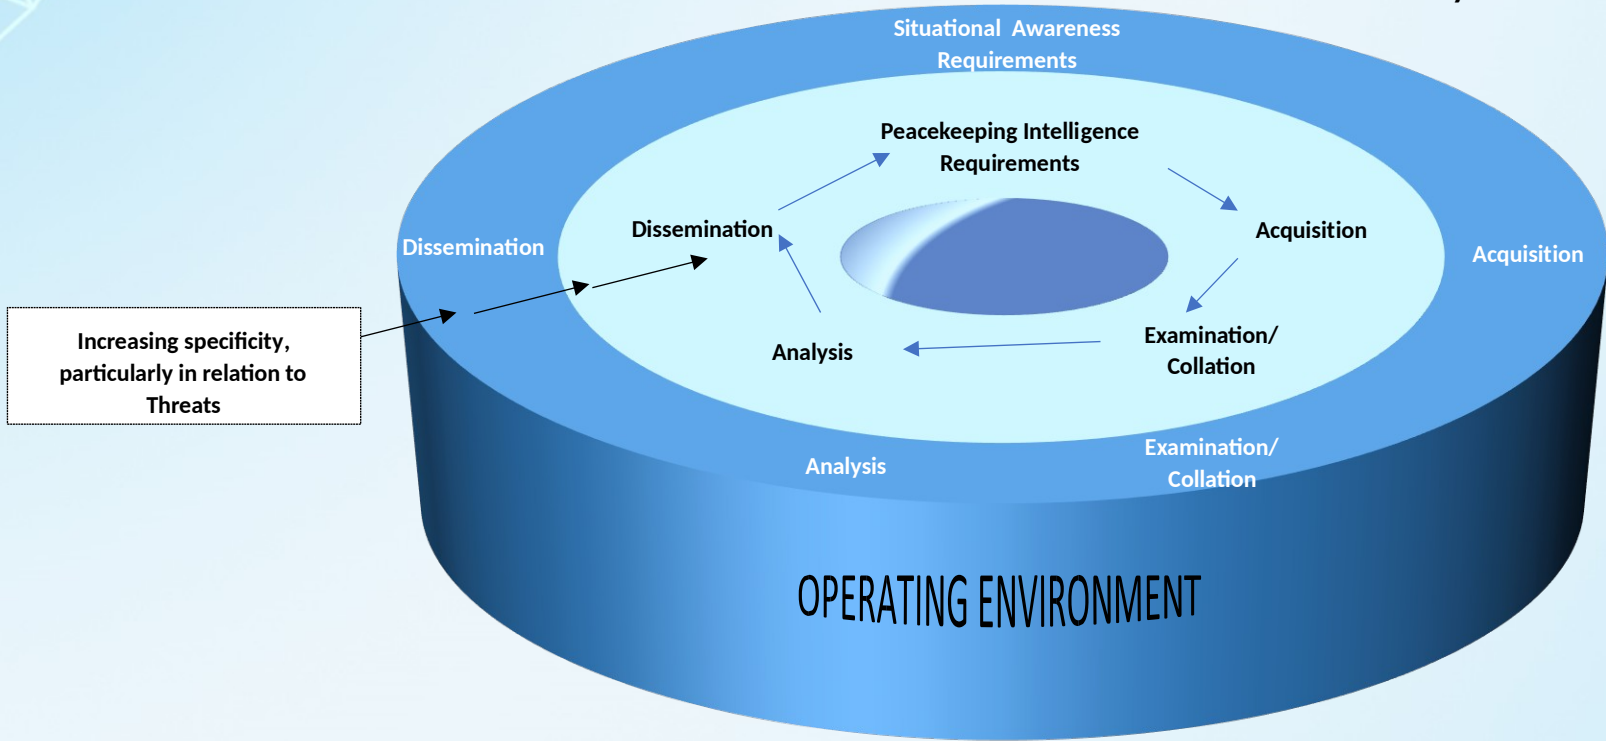 Situational Awareness
Requirements
Peacekeeping Intelligence
Requirements
Dissemination
Acquisition
Dissemination
Acquisition
Increasing specificity,
particularly in relation to
Threats
Examination/
Collation
Analysis
Examination/
Collation
Analysis
OPERATING ENVIRONMENT